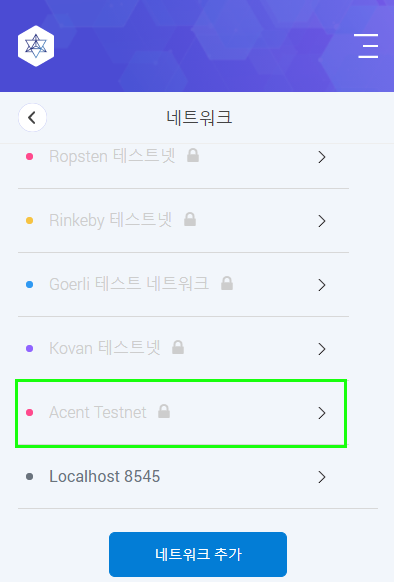 네트워크
Ropsten 테스트넷
Rinkeby 테스트넷
Goerli 테스트 네트워크
Kovan 테스트넷
Acent Testnet
Localhost 8545
네트워크 추가